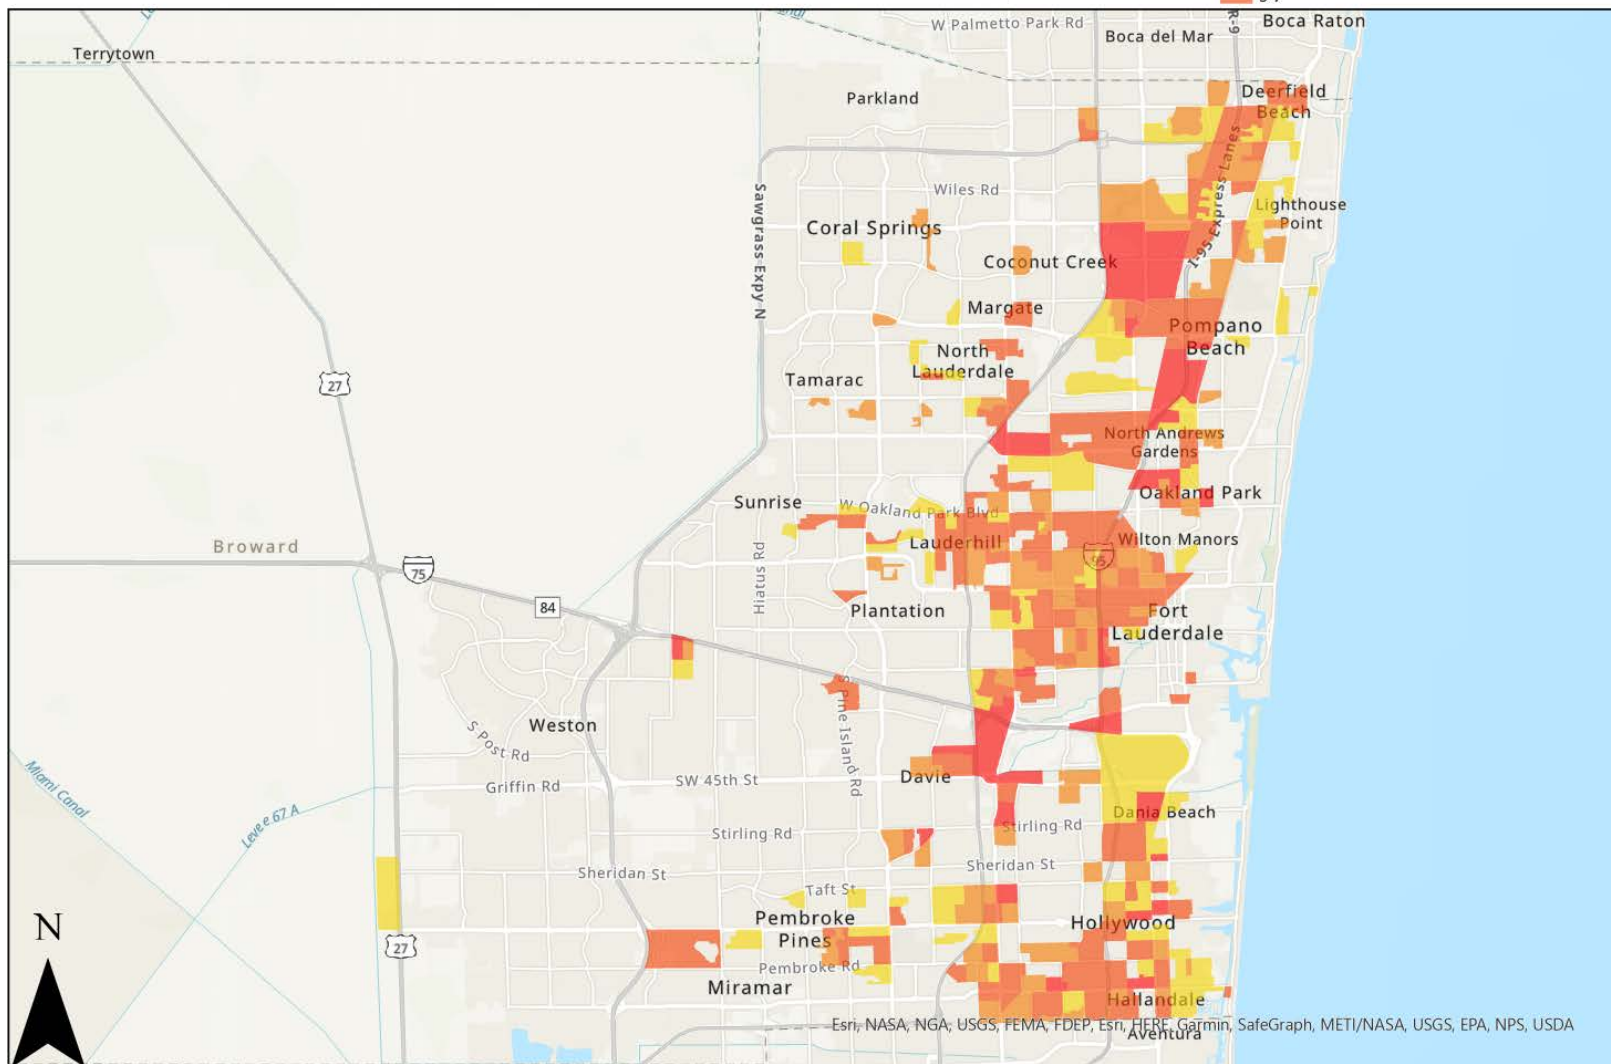 W Palmetto Park Rd
Boca Raton
Boca del Mar
R-9
Terrytown
Parkland
Deerfield
Beach
Wiles Rd
Lighthouse
Point
Sawgrass Expy N
I-95 Express Lanes
Coral Springs
Coconut Creek
Margate
Pompano
Beach
North
Lauderdale
Tamarac
27
North Andrews
Gardens
Sunrise
W Oakland Park Blvd
Oakland Park
Broward
Hiatus Rd
Lauderhill
Wilton Manors
95
75
84
Plantation
Fort
Lauderdale
S Pine Island Rd
Weston
S Post Rd
Miami Canal
Griffin Rd
SW 45th St
Davie
Levee 67 A
Dania Beach
Stirling Rd
Stirling Rd
Sheridan St
Sheridan St
Taft St
N
Pembroke
Pines
Hollywood
27
Pembroke Rd
Miramar
Hallandale
Esri, NASA, NGA, USGS, FEMA, FDEP, Esri, HERE, Garmin, SafeGraph, METI/NASA, USGS, EPA, NPS, USDA
Aventura